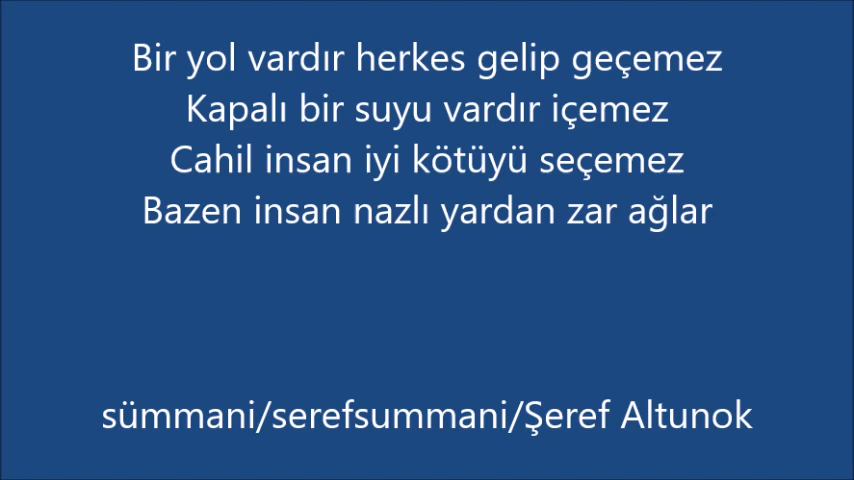 Bir yol vardır herkes gelip geçemez
Kapalı bir suyu vardır içemez
Cahil insan iyi kötüyü seçemez
Bazen insan nazlı yardan zar ağlar
sümmani/serefsummani/Şeref Altunok